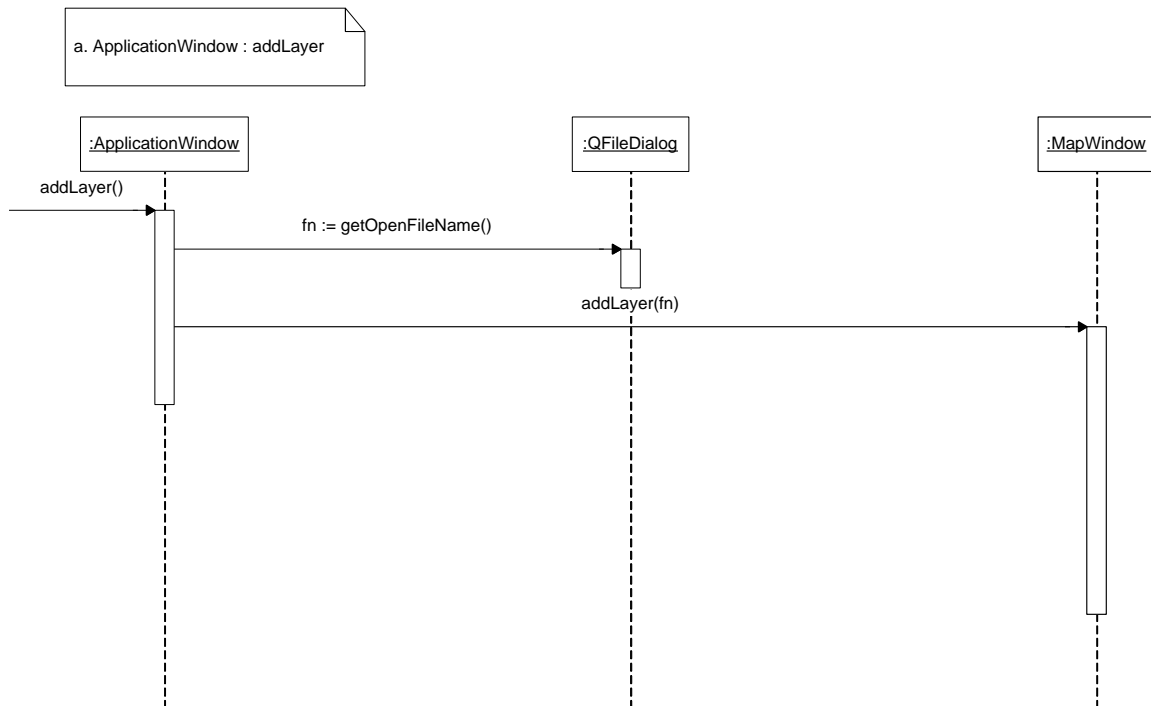 a. ApplicationWindow : addLayer
:ApplicationWindow
:QFileDialog
:MapWindow
addLayer()
fn := getOpenFileName()
addLayer(fn)